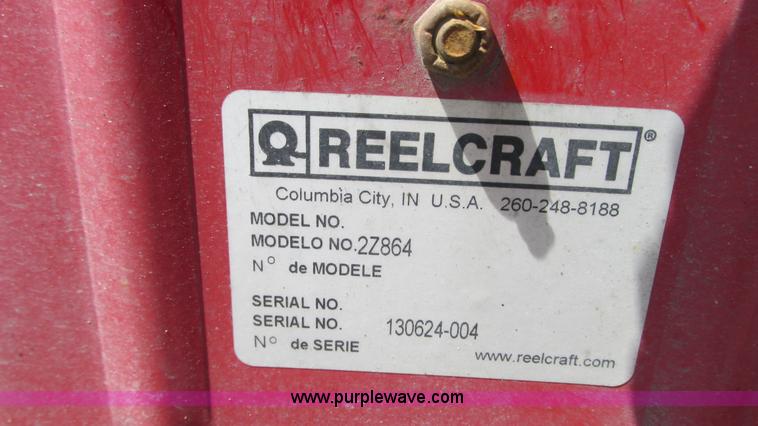 REELCRAFT®
Columbia City, IN U.S.A. 260-248-8188
MODEL NO.
MODELO NO. 2Z864
N° de MODELE
SERIAL NO.
SERIAL NO. 130624-004
N° de SERIE
www.reelcraft.com
www.purplewave.com